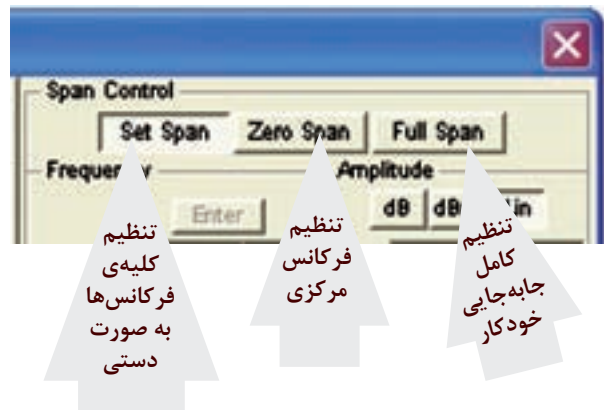 Span Control
Set Span Zero Span Full Span
Frequency Amplitude
Enter dB
تنظیم
کلیه‌ی
فرکانس‌ها
به صورت
دستی
تنظیم
فرکانس
مرکزی
تنظیم
کامل
جابه‌جایی
خودکار